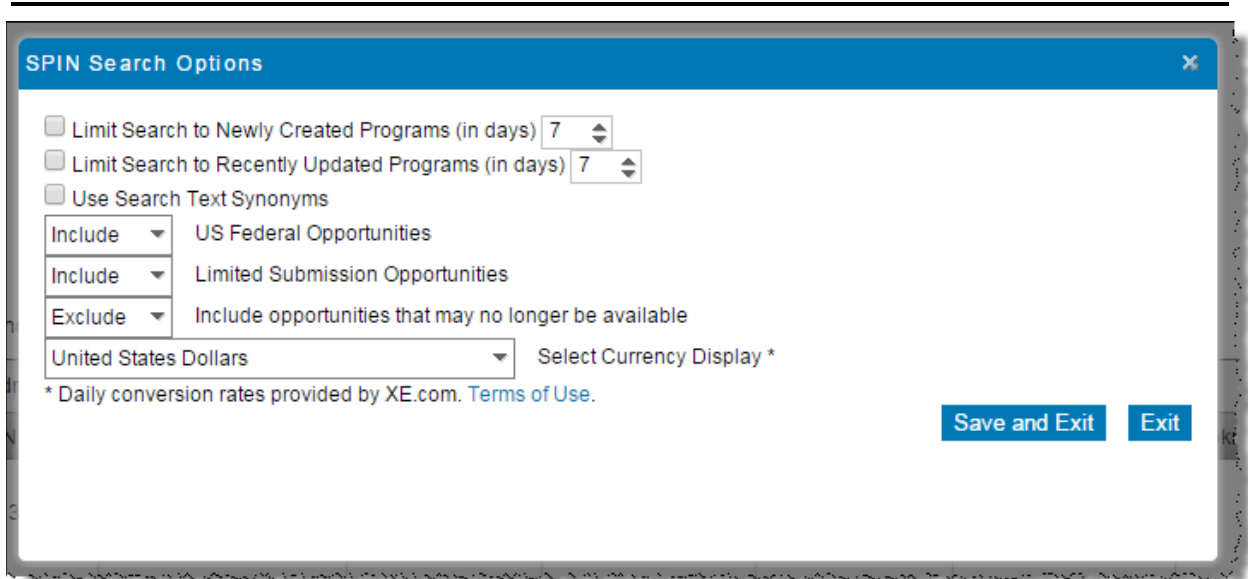 SPIN Search Options
Limit Search to Newly Created Programs (in days) 7
Limit Search to Recently Updated Programs (in days) 7
Use Search Text Synonyms
Include US Federal Opportunities
Include Limited Submission Opportunities
Exclude Include opportunities that may no longer be available
United States Dollars Select Currency Display *
* Daily conversion rates provided by XE.com. Terms of Use.
Save and Exit Exit